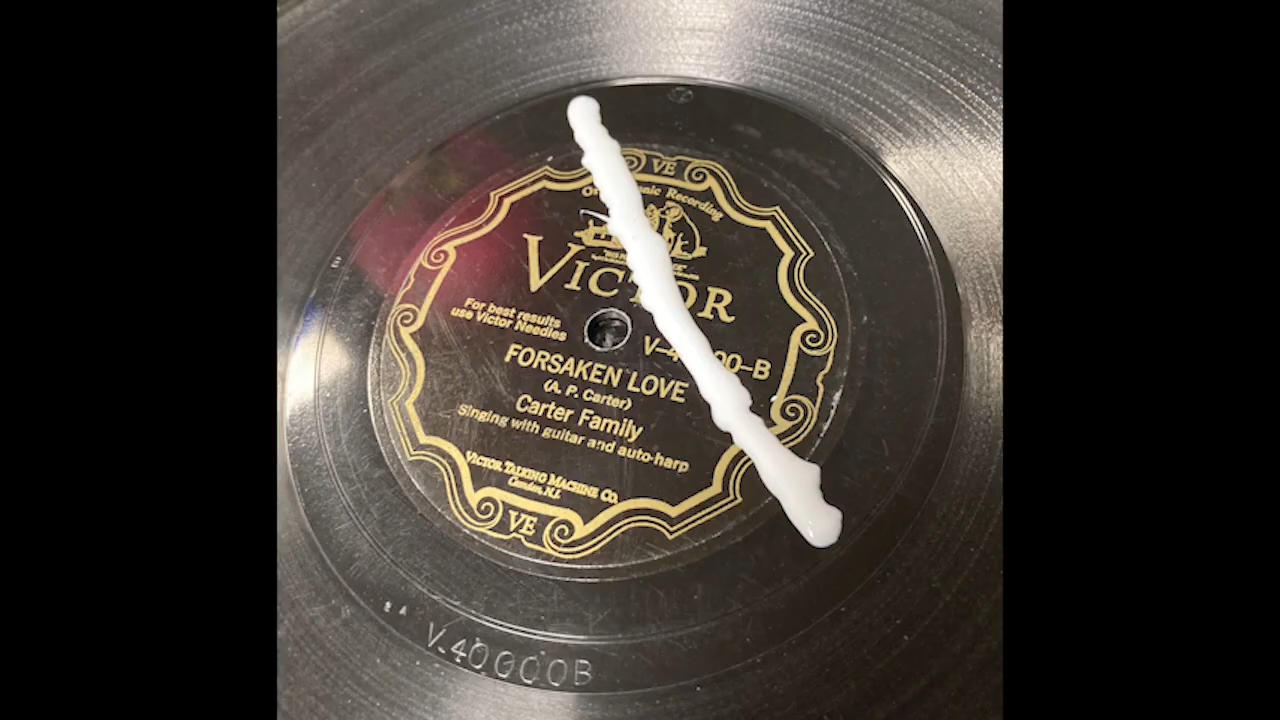 VE
Recording
VICTOR
For best results
use Victor Needles
FORSAKEN LOVE
(A. P. Carter)
Carter Family
Singing with guitar and auto-harp
VICTOR TALKING MACHINE CO.
Camden, N.J.
VE
V-40000B